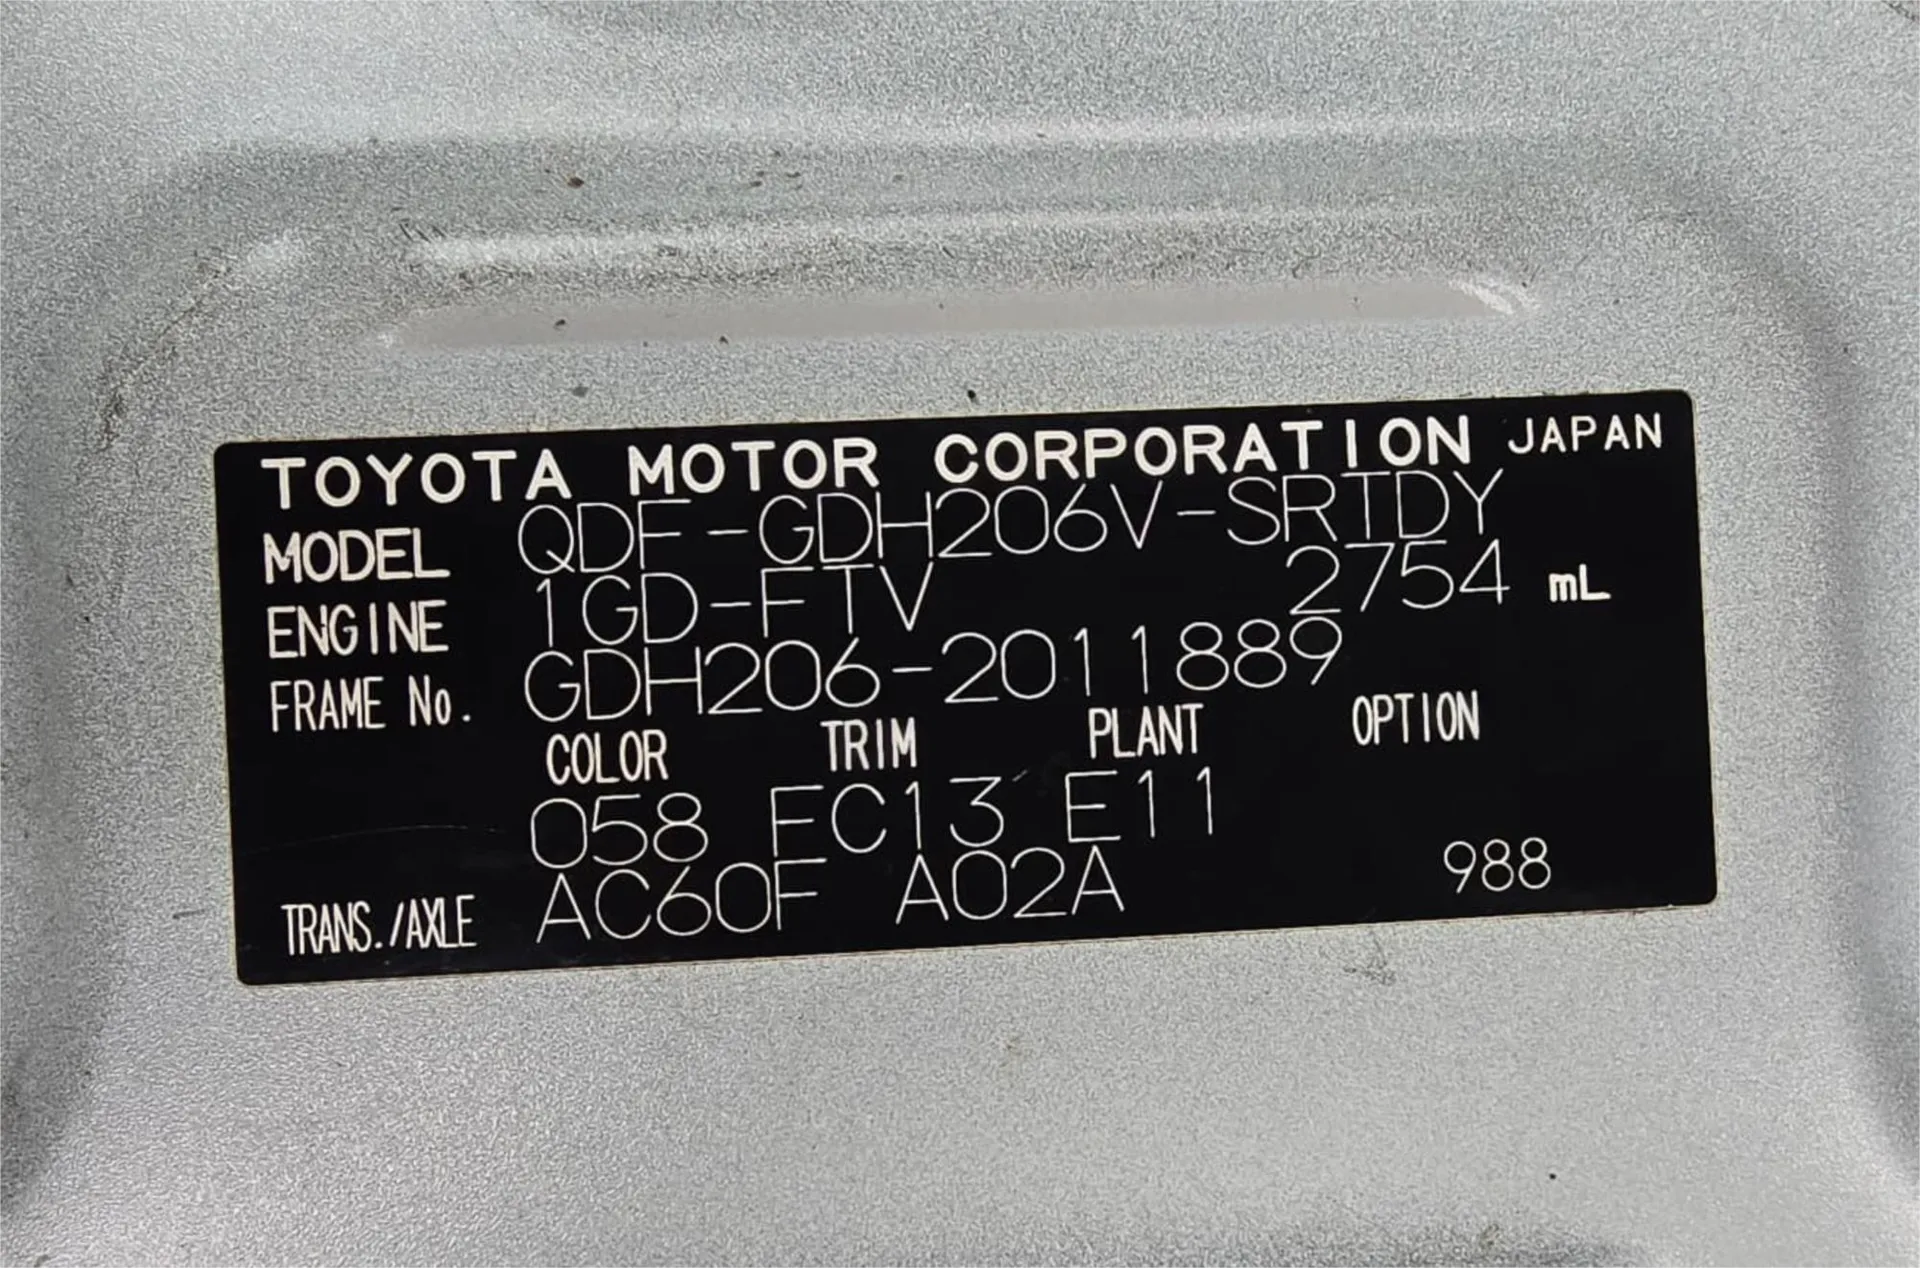 TOYOTA MOTOR CORPORATION JAPAN
MODEL QDF-GDH206V-SRTDY
ENGINE 1GD-FTV 2754 mL
FRAME No. GDH206-2011889
COLOR TRIM PLANT OPTION
058 FC13 E11
TRANS./AXLE AC60F A02A 988